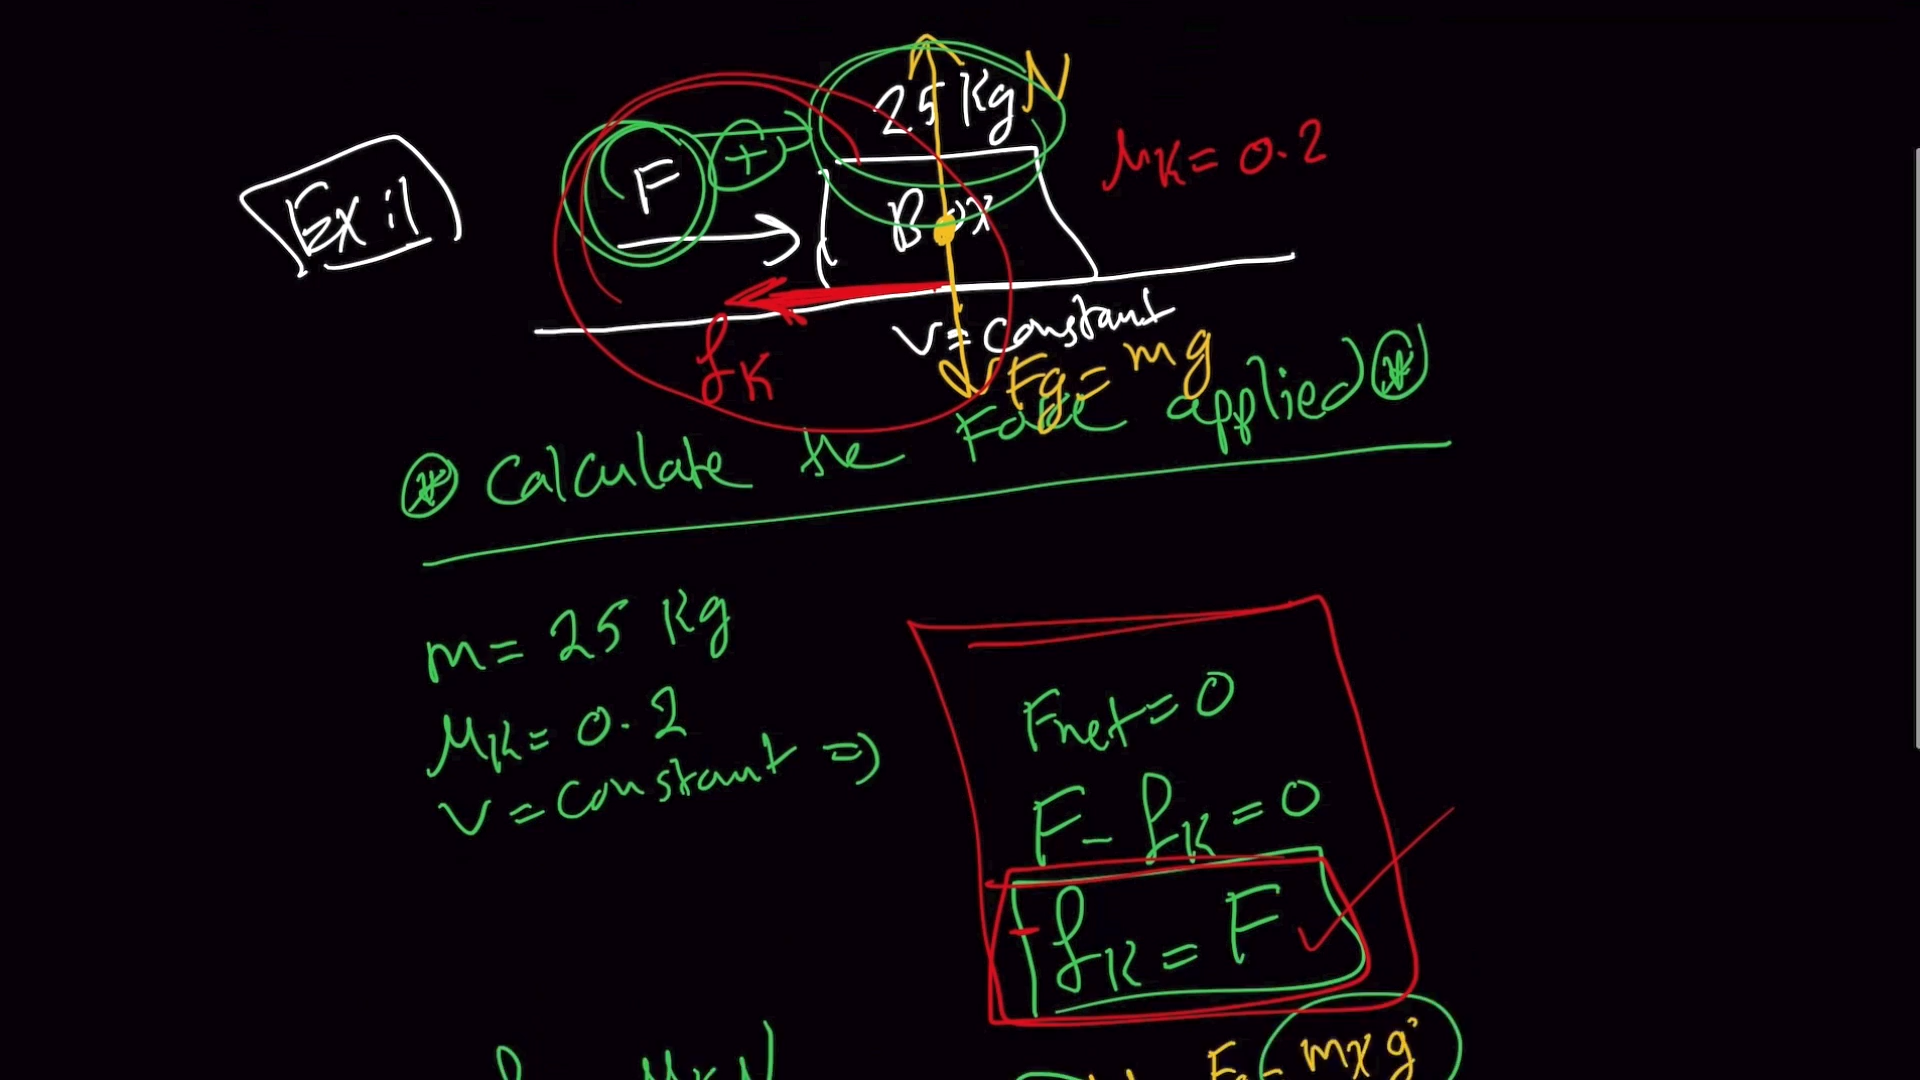 Ex:1
F
+
25 Kg
N
Box
μK = 0.2
fK
V = Constant
Fg = mg
Calculate the Force applied
m = 25 Kg
μK = 0.2
V = Constant ⇒
Fnet = 0
F - fK = 0
fK = F
μK N
m x g